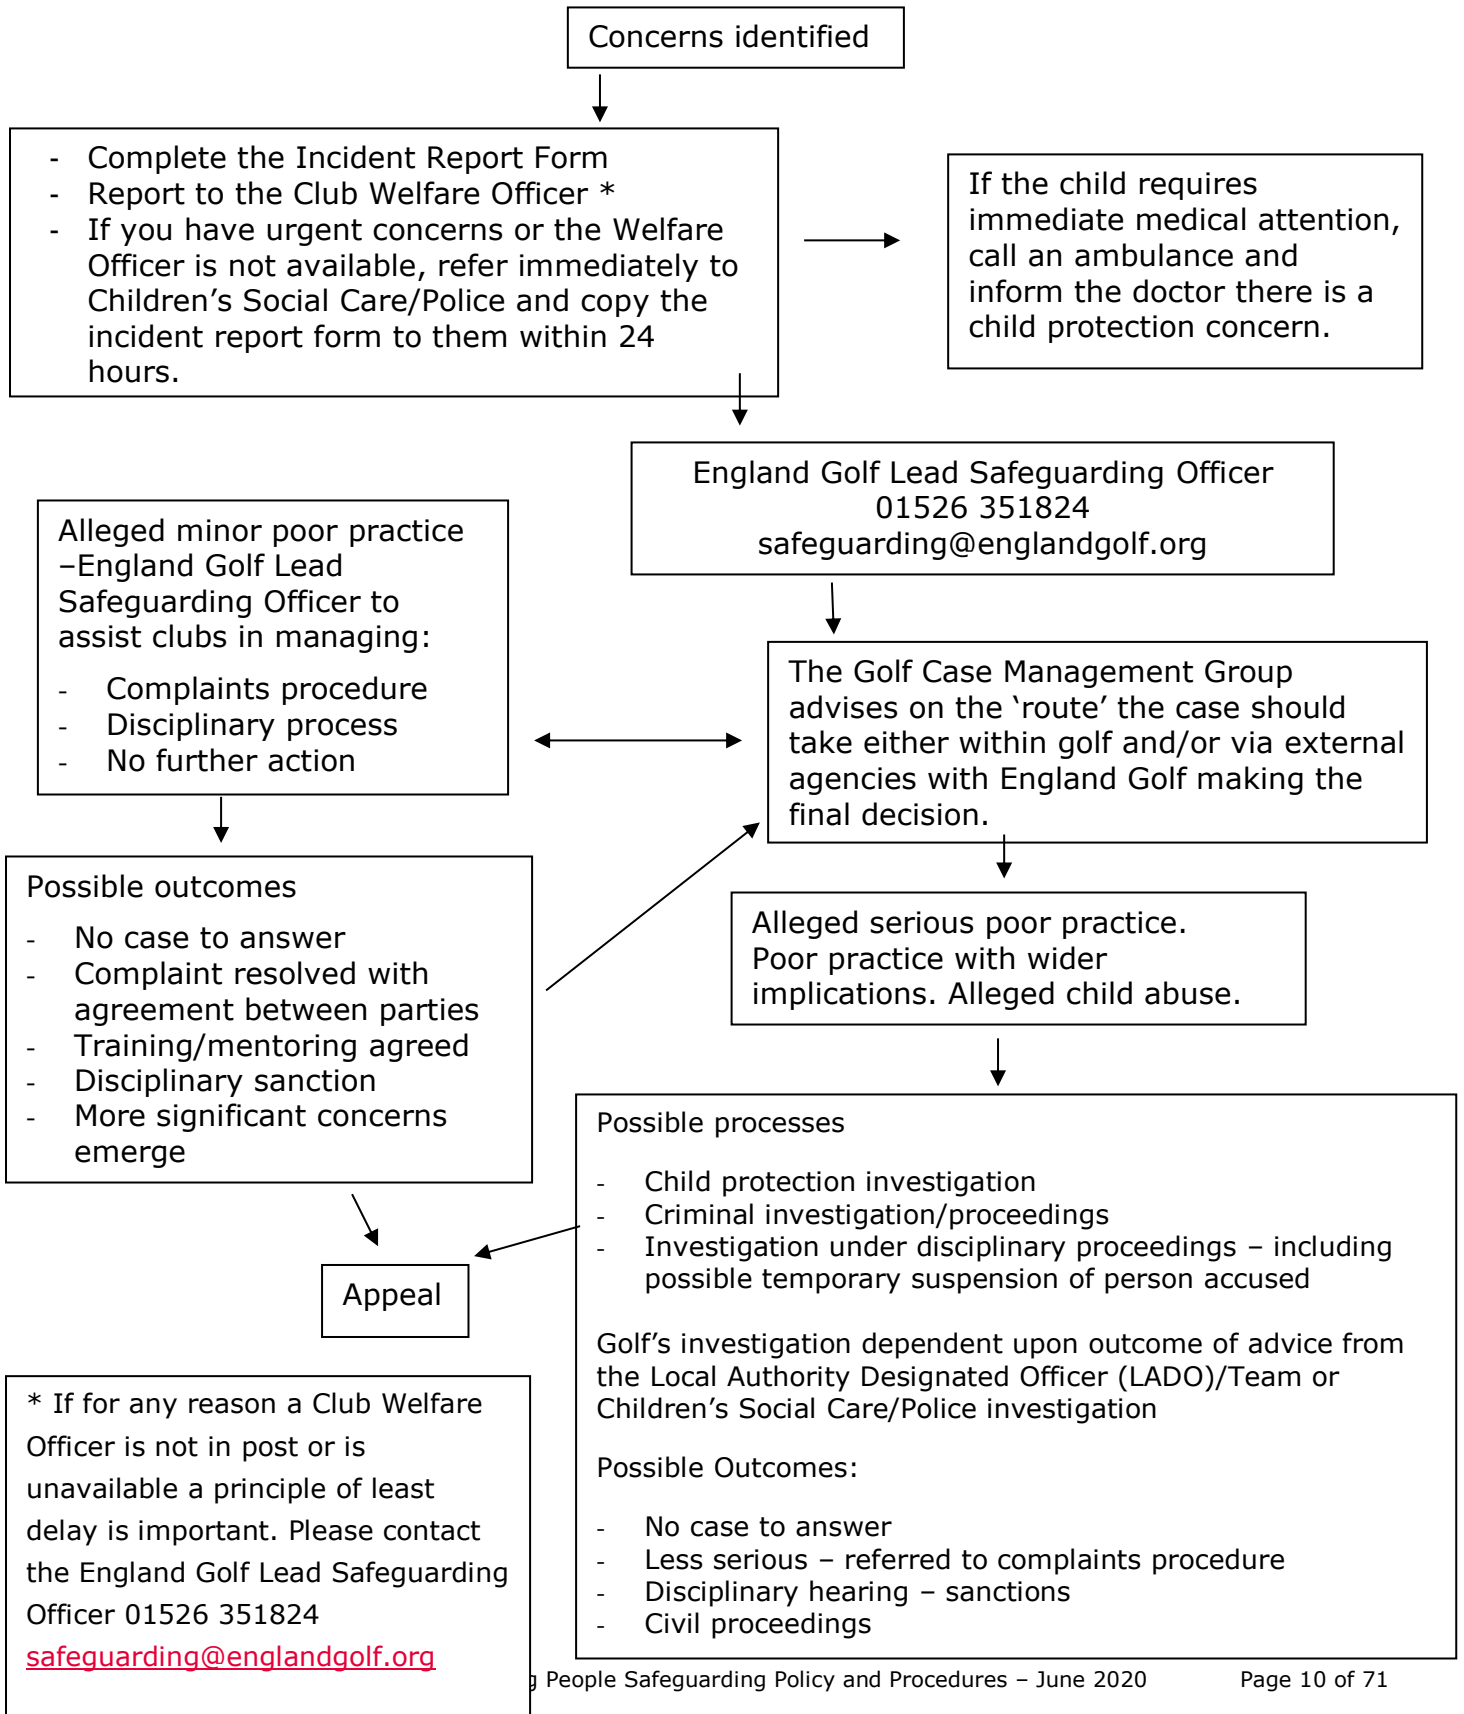 Concerns identified
- Complete the Incident Report Form
- Report to the Club Welfare Officer *
- If you have urgent concerns or the Welfare
Officer is not available, refer immediately to
Children’s Social Care/Police and copy the
incident report form to them within 24
hours.
If the child requires
immediate medical attention,
call an ambulance and
inform the doctor there is a
child protection concern.
England Golf Lead Safeguarding Officer
01526 351824
safeguarding@englandgolf.org
Alleged minor poor practice
–England Golf Lead
Safeguarding Officer to
assist clubs in managing:
- Complaints procedure
- Disciplinary process
- No further action
The Golf Case Management Group
advises on the ‘route’ the case should
take either within golf and/or via external
agencies with England Golf making the
final decision.
Possible outcomes
- No case to answer
- Complaint resolved with
agreement between parties
- Training/mentoring agreed
- Disciplinary sanction
- More significant concerns
emerge
Alleged serious poor practice.
Poor practice with wider
implications. Alleged child abuse.
Possible processes
- Child protection investigation
- Criminal investigation/proceedings
- Investigation under disciplinary proceedings – including
possible temporary suspension of person accused
Golf’s investigation dependent upon outcome of advice from
the Local Authority Designated Officer (LADO)/Team or
Children’s Social Care/Police investigation
Possible Outcomes:
- No case to answer
- Less serious – referred to complaints procedure
- Disciplinary hearing – sanctions
- Civil proceedings
Appeal
* If for any reason a Club Welfare
Officer is not in post or is
unavailable a principle of least
delay is important. Please contact
the England Golf Lead Safeguarding
Officer 01526 351824
safeguarding@englandgolf.org
People Safeguarding Policy and Procedures – June 2020 Page 10 of 71